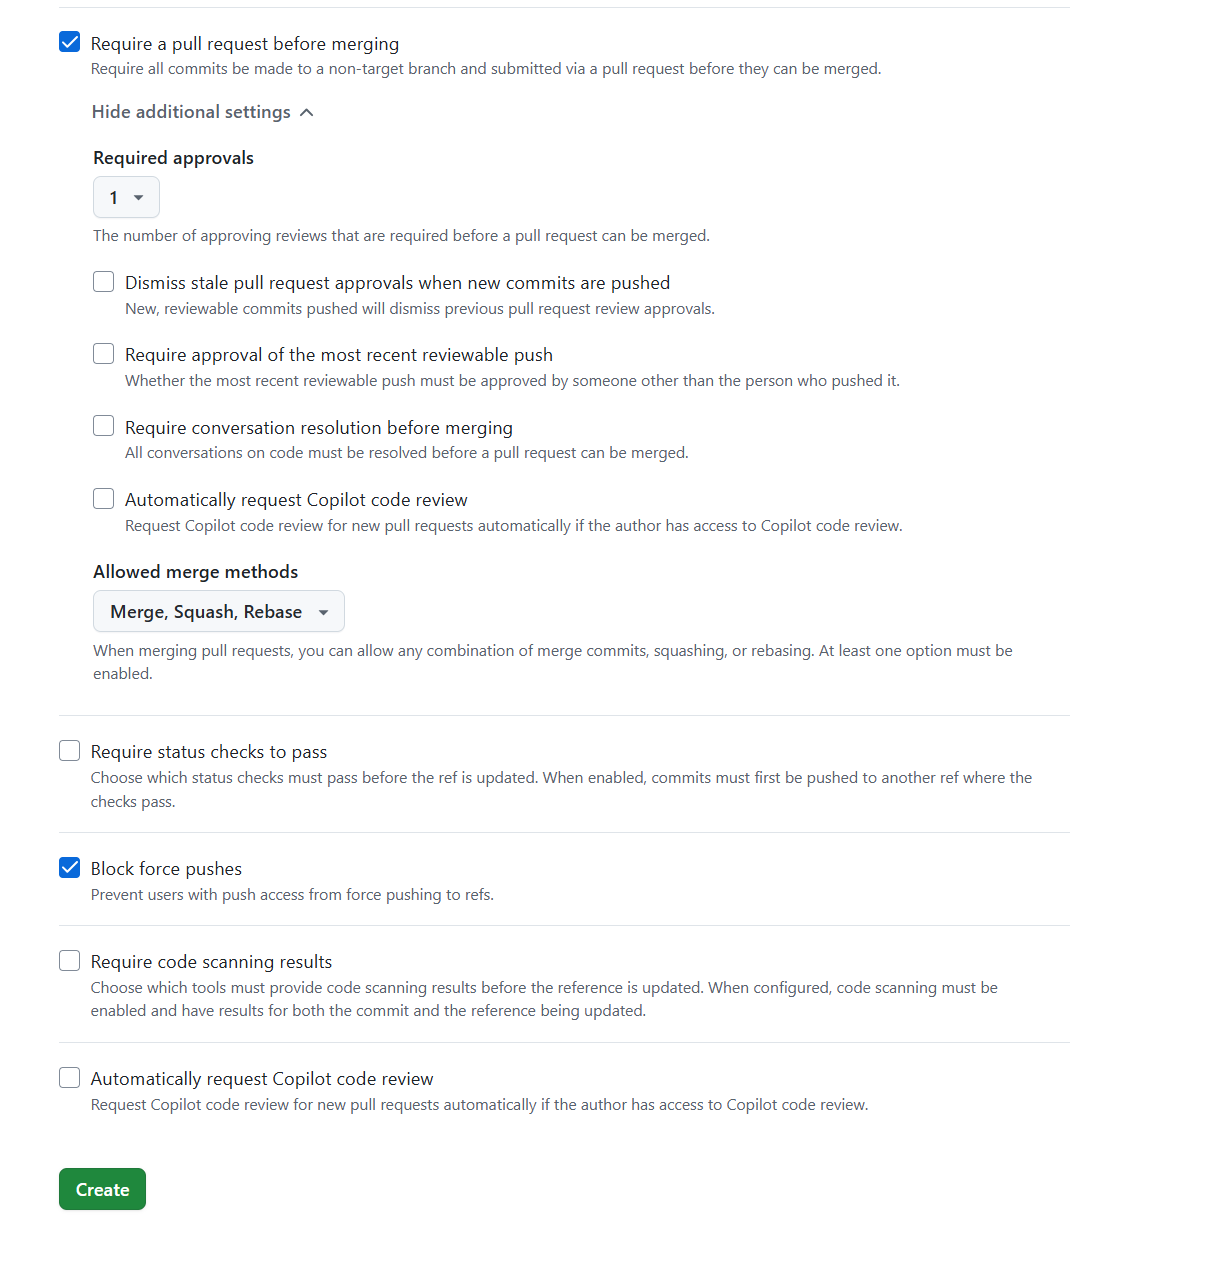 Require a pull request before merging
Require all commits be made to a non-target branch and submitted via a pull request before they can be merged.
Hide additional settings
Required approvals
1
The number of approving reviews that are required before a pull request can be merged.
Dismiss stale pull request approvals when new commits are pushed
New, reviewable commits pushed will dismiss previous pull request review approvals.
Require approval of the most recent reviewable push
Whether the most recent reviewable push must be approved by someone other than the person who pushed it.
Require conversation resolution before merging
All conversations on code must be resolved before a pull request can be merged.
Automatically request Copilot code review
Request Copilot code review for new pull requests automatically if the author has access to Copilot code review.
Allowed merge methods
Merge, Squash, Rebase
When merging pull requests, you can allow any combination of merge commits, squashing, or rebasing. At least one option must be
enabled.
Require status checks to pass
Choose which status checks must pass before the ref is updated. When enabled, commits must first be pushed to another ref where the
checks pass.
Block force pushes
Prevent users with push access from force pushing to refs.
Require code scanning results
Choose which tools must provide code scanning results before the reference is updated. When configured, code scanning must be
enabled and have results for both the commit and the reference being updated.
Automatically request Copilot code review
Request Copilot code review for new pull requests automatically if the author has access to Copilot code review.
Create